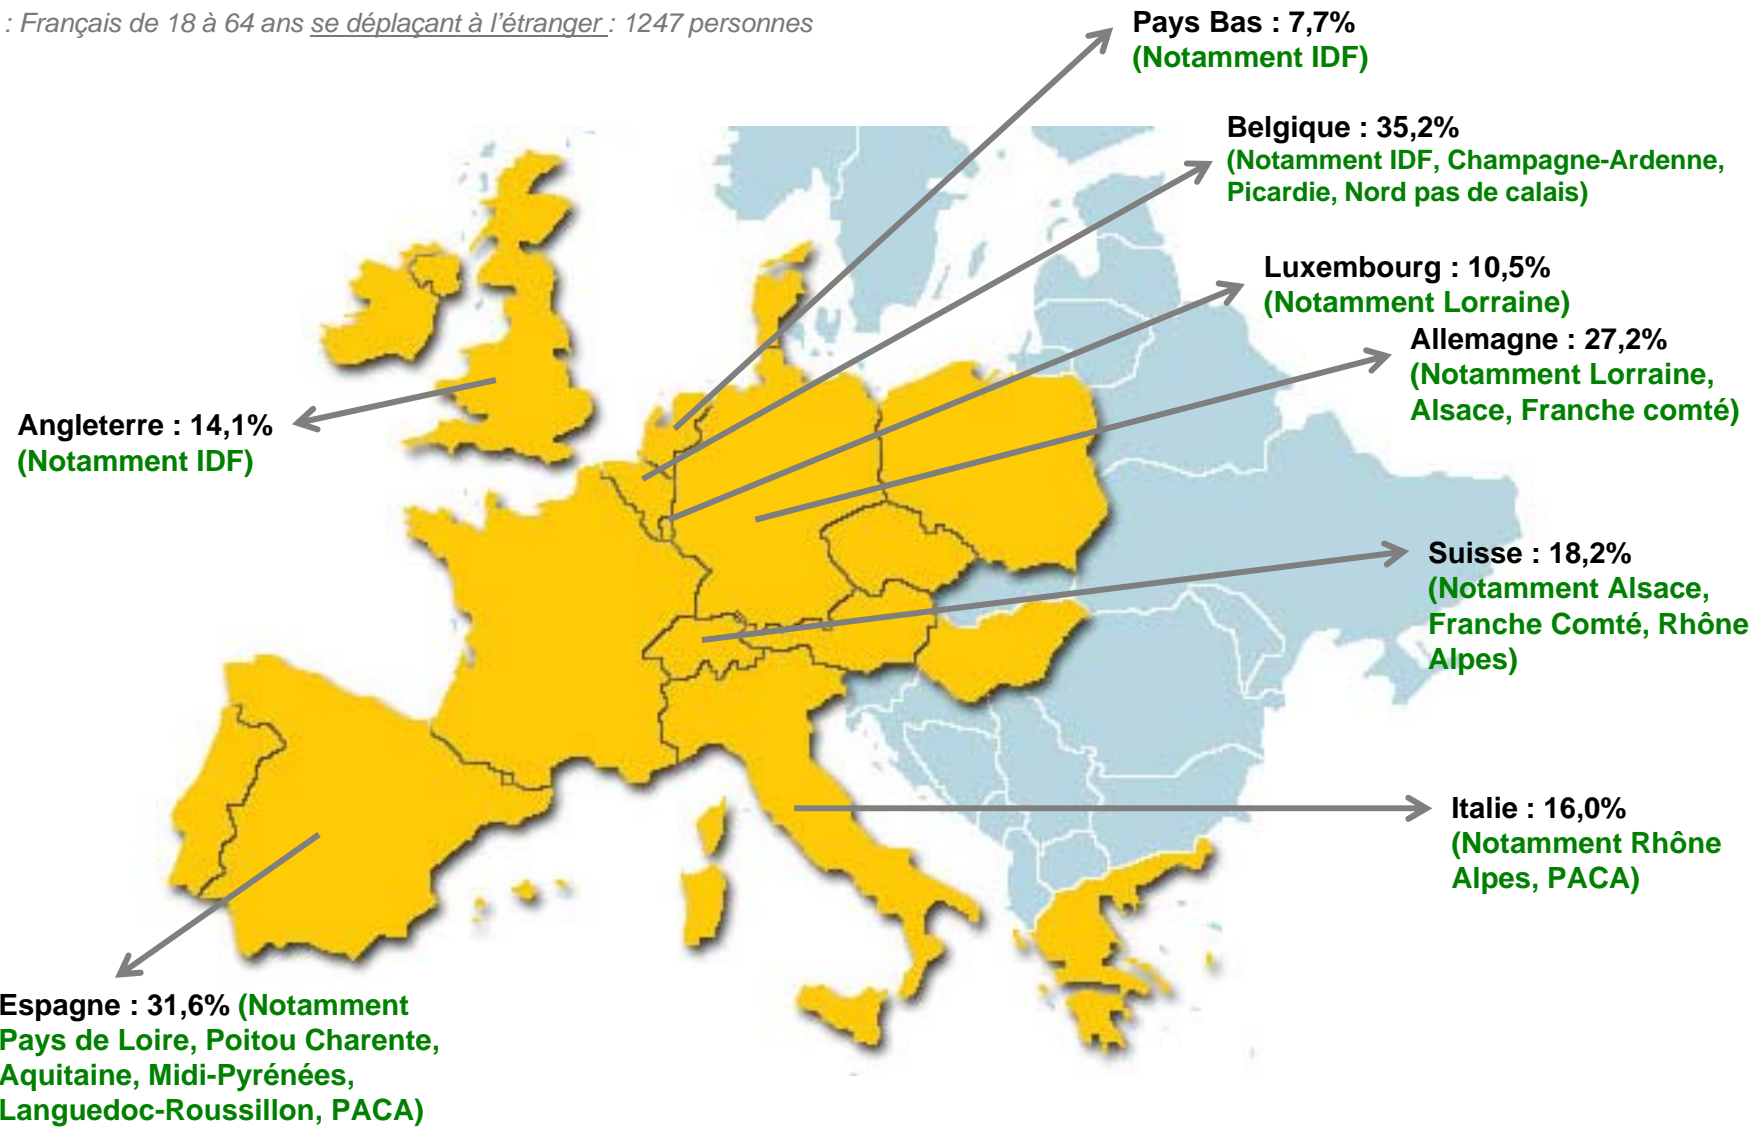 : Français de 18 à 64 ans se déplaçant à l'étranger : 1247 personnes
Pays Bas : 7,7%
(Notamment IDF)
Belgique : 35,2%
(Notamment IDF, Champagne-Ardenne,
Picardie, Nord pas de calais)
Luxembourg : 10,5%
(Notamment Lorraine)
Allemagne : 27,2%
(Notamment Lorraine,
Alsace, Franche comté)
Angleterre : 14,1%
(Notamment IDF)
Suisse : 18,2%
(Notamment Alsace,
Franche Comté, Rhône
Alpes)
Italie : 16,0%
(Notamment Rhône
Alpes, PACA)
Espagne : 31,6% (Notamment
Pays de Loire, Poitou Charente,
Aquitaine, Midi-Pyrénées,
Languedoc-Roussillon, PACA)